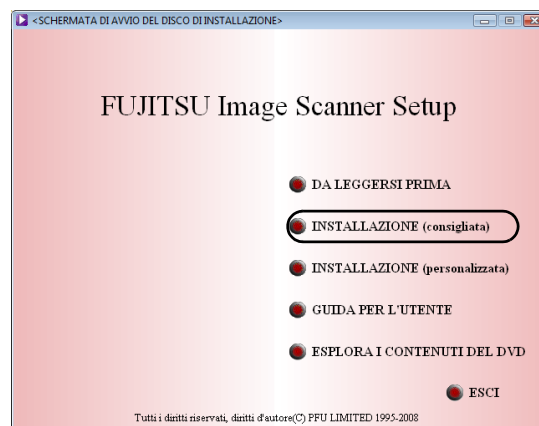 <SCHERMATA DI AVVIO DEL DISCO DI INSTALLAZIONE>
FUJITSU Image Scanner Setup
DA LEGGERSI PRIMA
INSTALLAZIONE (consigliata)
INSTALLAZIONE (personalizzata)
GUIDA PER L'UTENTE
ESPLORA I CONTENUTI DEL DVD
ESCI
Tutti i diritti riservati, diritti d'autore(C) PFU LIMITED 1995-2008